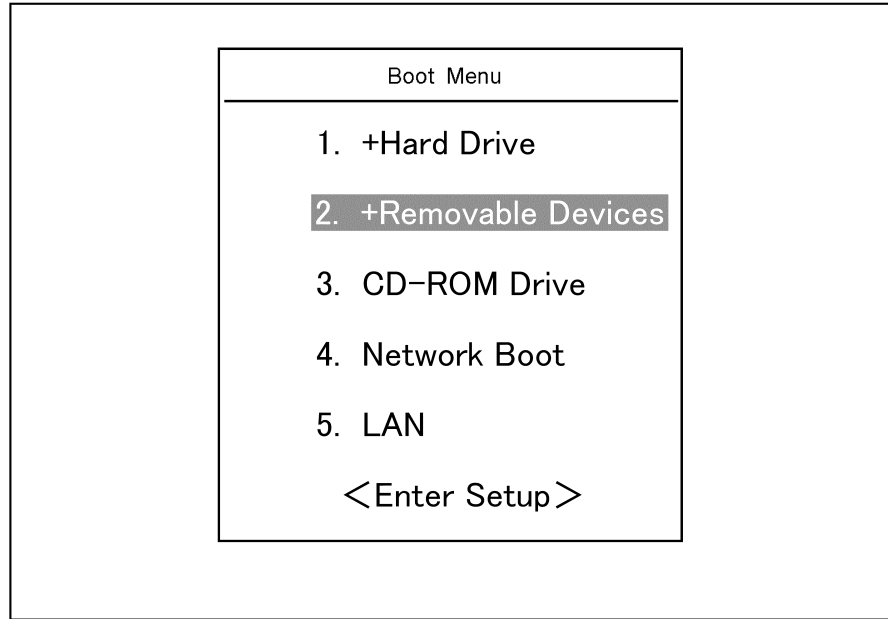 Boot Menu
1. +Hard Drive
2. +Removable Devices
3. CD-ROM Drive
4. Network Boot
5. LAN
<Enter Setup>